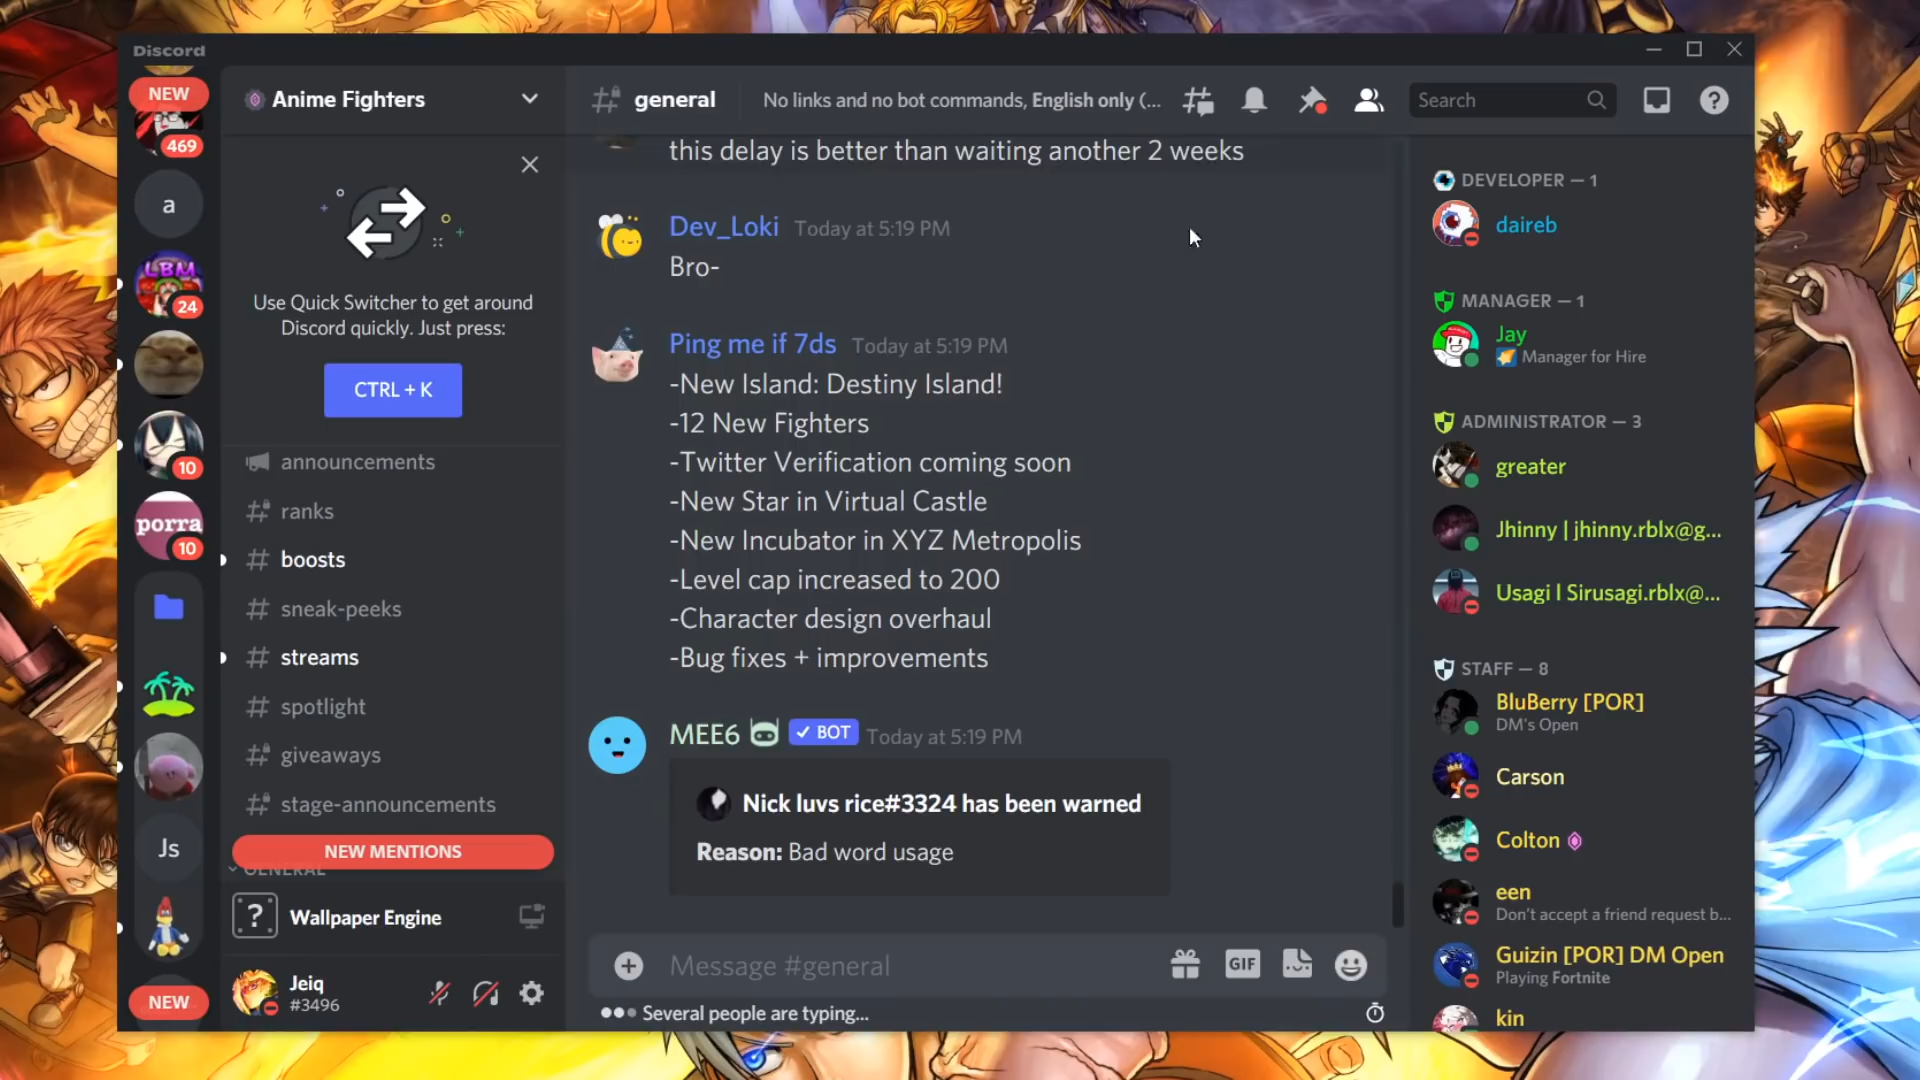 Discord
NEW
469
a
LBM
24
10
porra
10
Js
NEW
Anime Fighters
Use Quick Switcher to get around
Discord quickly. Just press:
CTRL + K
announcements
ranks
boosts
sneak-peeks
streams
spotlight
giveaways
stage-announcements
NEW MENTIONS
GENERAL
? Wallpaper Engine
Jeiq
#3496
general
No links and no bot commands, English only (...
Search
this delay is better than waiting another 2 weeks
Dev_Loki Today at 5:19 PM
Bro-
Ping me if 7ds Today at 5:19 PM
-New Island: Destiny Island!
-12 New Fighters
-Twitter Verification coming soon
-New Star in Virtual Castle
-New Incubator in XYZ Metropolis
-Level cap increased to 200
-Character design overhaul
-Bug fixes + improvements
MEE6 ✓ BOT Today at 5:19 PM
Nick luvs rice#3324 has been warned
Reason: Bad word usage
Message #general
GIF
Several people are typing...
DEVELOPER — 1
daireb
MANAGER — 1
Jay
Manager for Hire
ADMINISTRATOR — 3
greater
Jhinny | jhinny.rblx@g...
Usagi l Sirusagi.rblx@...
STAFF — 8
BluBerry [POR]
DM's Open
Carson
Colton
een
Don't accept a friend request b...
Guizin [POR] DM Open
Playing Fortnite
kin